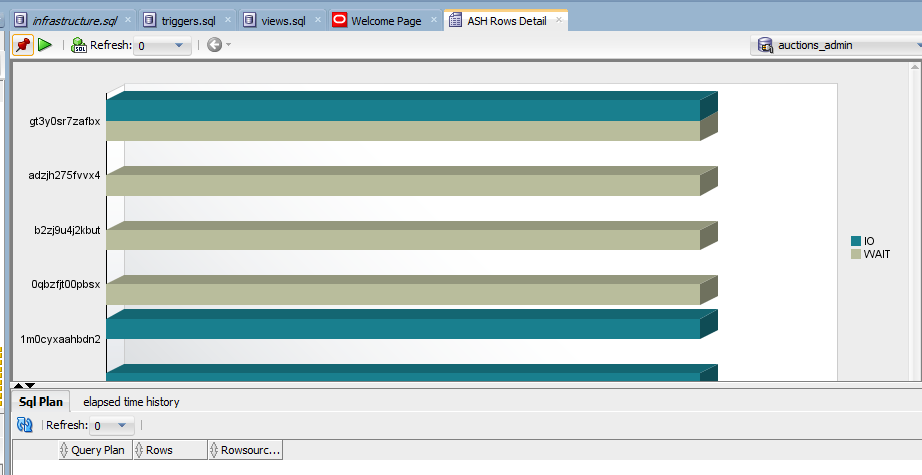 infrastructure.sql triggers.sql views.sql Welcome Page ASH Rows Detail
SQL Refresh: 0 auctions_admin
gt3y0sr7zafbx
adzjh275fvvx4
b2zj9u4j2kbut
IO
WAIT
0qbzfjt00pbsx
1m0cyxaahbdn2
Sql Plan elapsed time history
Refresh: 0
Query Plan Rows Rowsourc...